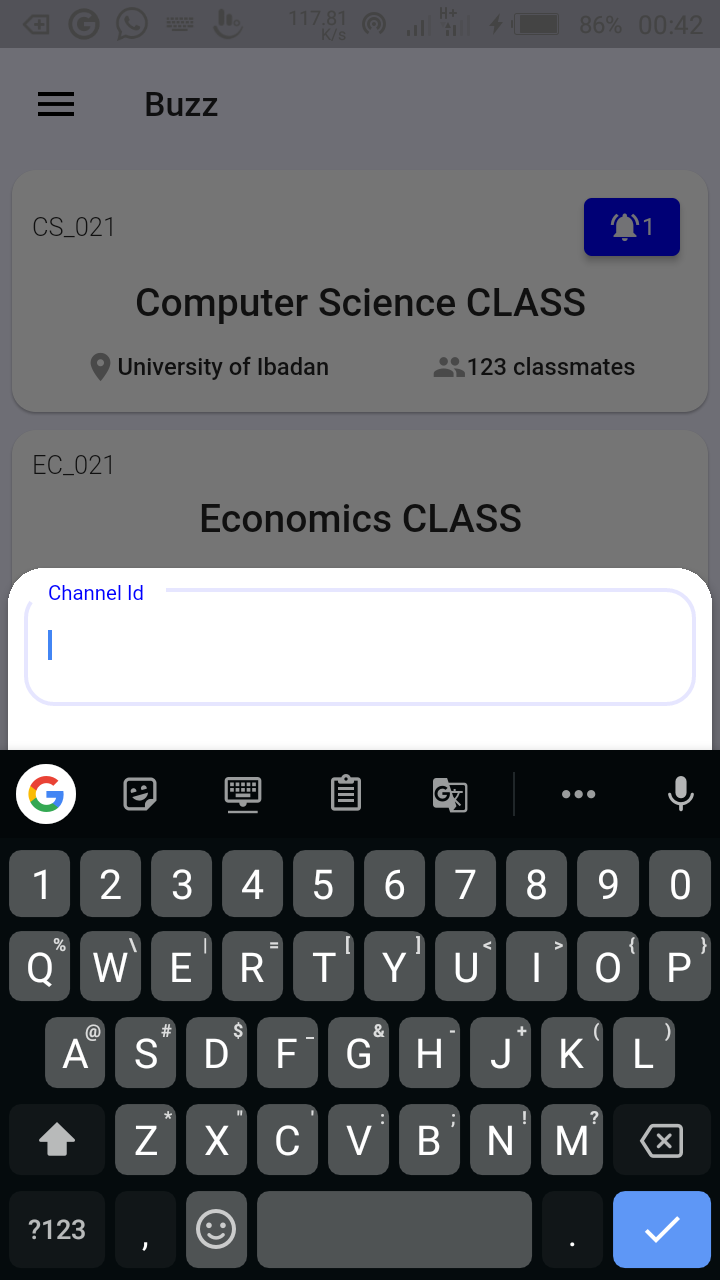 117.81 K/s H+ 86% 00:42
Buzz
CS_021
1
Computer Science CLASS
University of Ibadan
123 classmates
EC_021
Economics CLASS
Channel Id
G
1 2 3 4 5 6 7 8 9 0
% \ | = [ ] < > { }
Q W E R T Y U I O P
@ # $ _ & - + ( )
A S D F G H J K L
* " ' : ; ! ?
Z X C V B N M
?123 , .